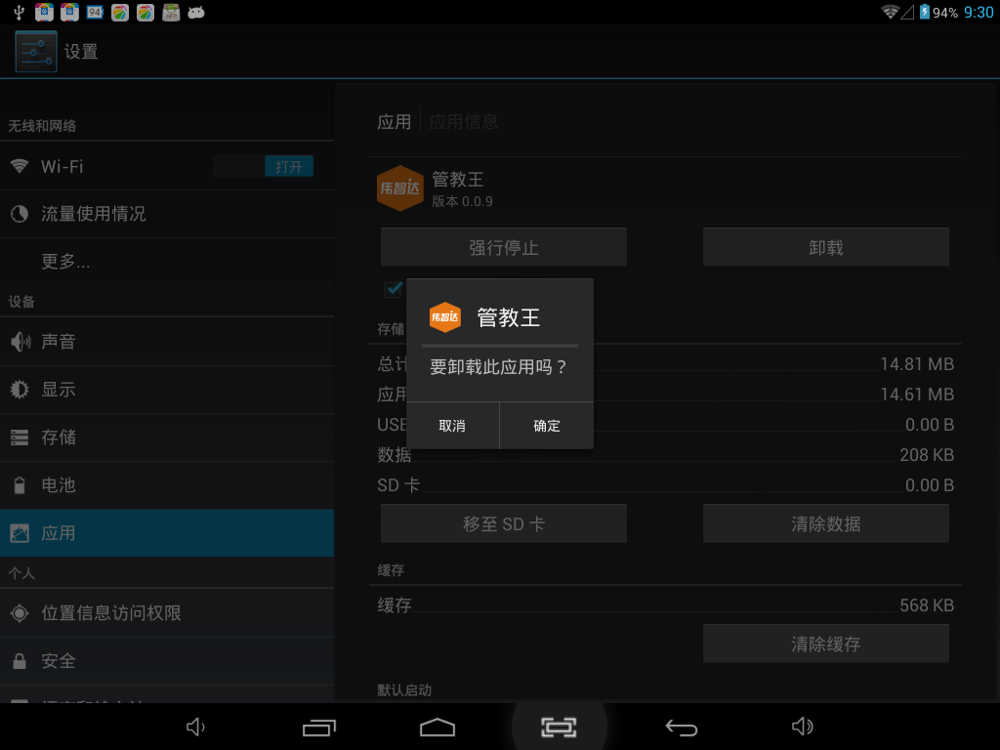 94
APP
94% 9:30
设置
无线和网络
Wi-Fi
打开
流量使用情况
更多...
设备
声音
显示
存储
电池
应用
个人
位置信息访问权限
安全
应用 应用信息
伟智达
管教王
版本 0.0.9
强行停止
卸载
存储
总计 14.81 MB
应用 14.61 MB
USB 0.00 B
数据 208 KB
SD 卡 0.00 B
移至 SD 卡
清除数据
缓存
缓存 568 KB
清除缓存
默认启动
伟智达
管教王
要卸载此应用吗？
取消
确定